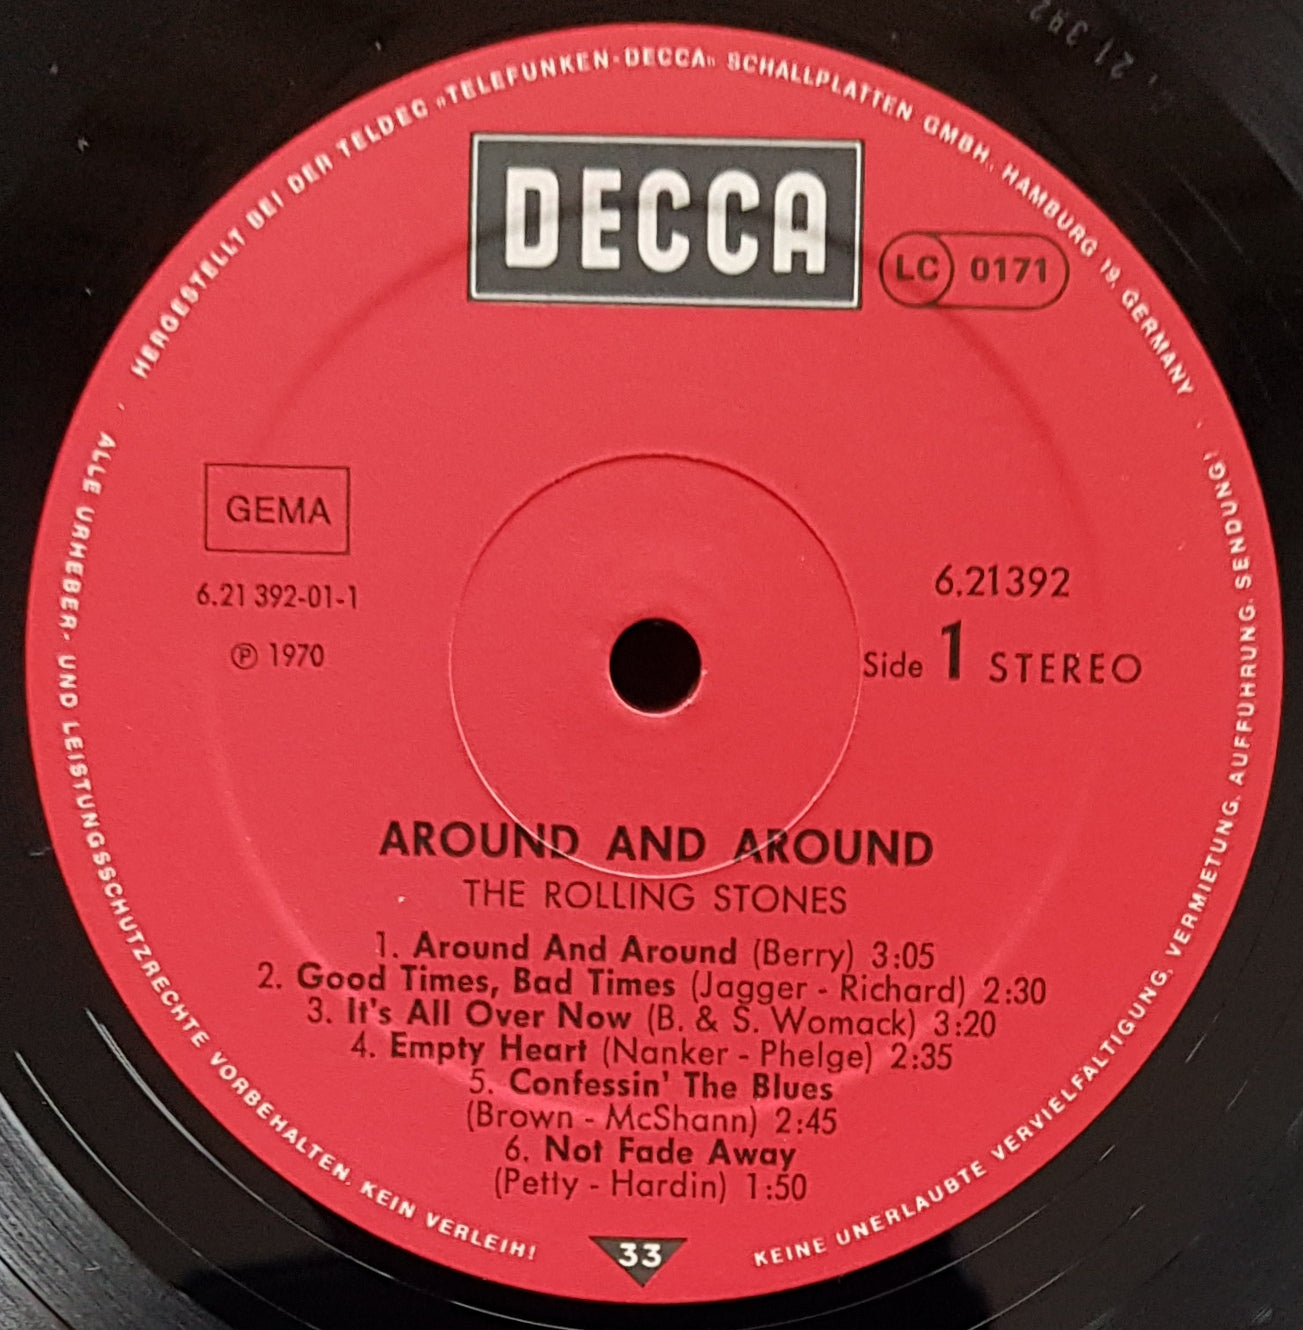 HERGESTELLT BEI DER TELDEC »TELEFUNKEN-DECCA« SCHALLPLATTEN GMBH., HAMBURG 19, GERMANY
DECCA
LC 0171
GEMA
6.21 392-01-1
℗ 1970
6.21392
Side 1 STEREO
AROUND AND AROUND
THE ROLLING STONES
1. Around And Around (Berry) 3:05
2. Good Times, Bad Times (Jagger - Richard) 2:30
3. It's All Over Now (B. & S. Womack) 3:20
4. Empty Heart (Nanker - Phelge) 2:35
5. Confessin' The Blues
(Brown - McShann) 2:45
6. Not Fade Away
(Petty - Hardin) 1:50
33
ALLE URHEBER- UND LEISTUNGSSCHUTZRECHTE VORBEHALTEN. KEIN VERLEIH!
KEINE UNERLAUBTE VERVIELFÄLTIGUNG, VERMIETUNG, AUFFÜHRUNG, SENDUNG!